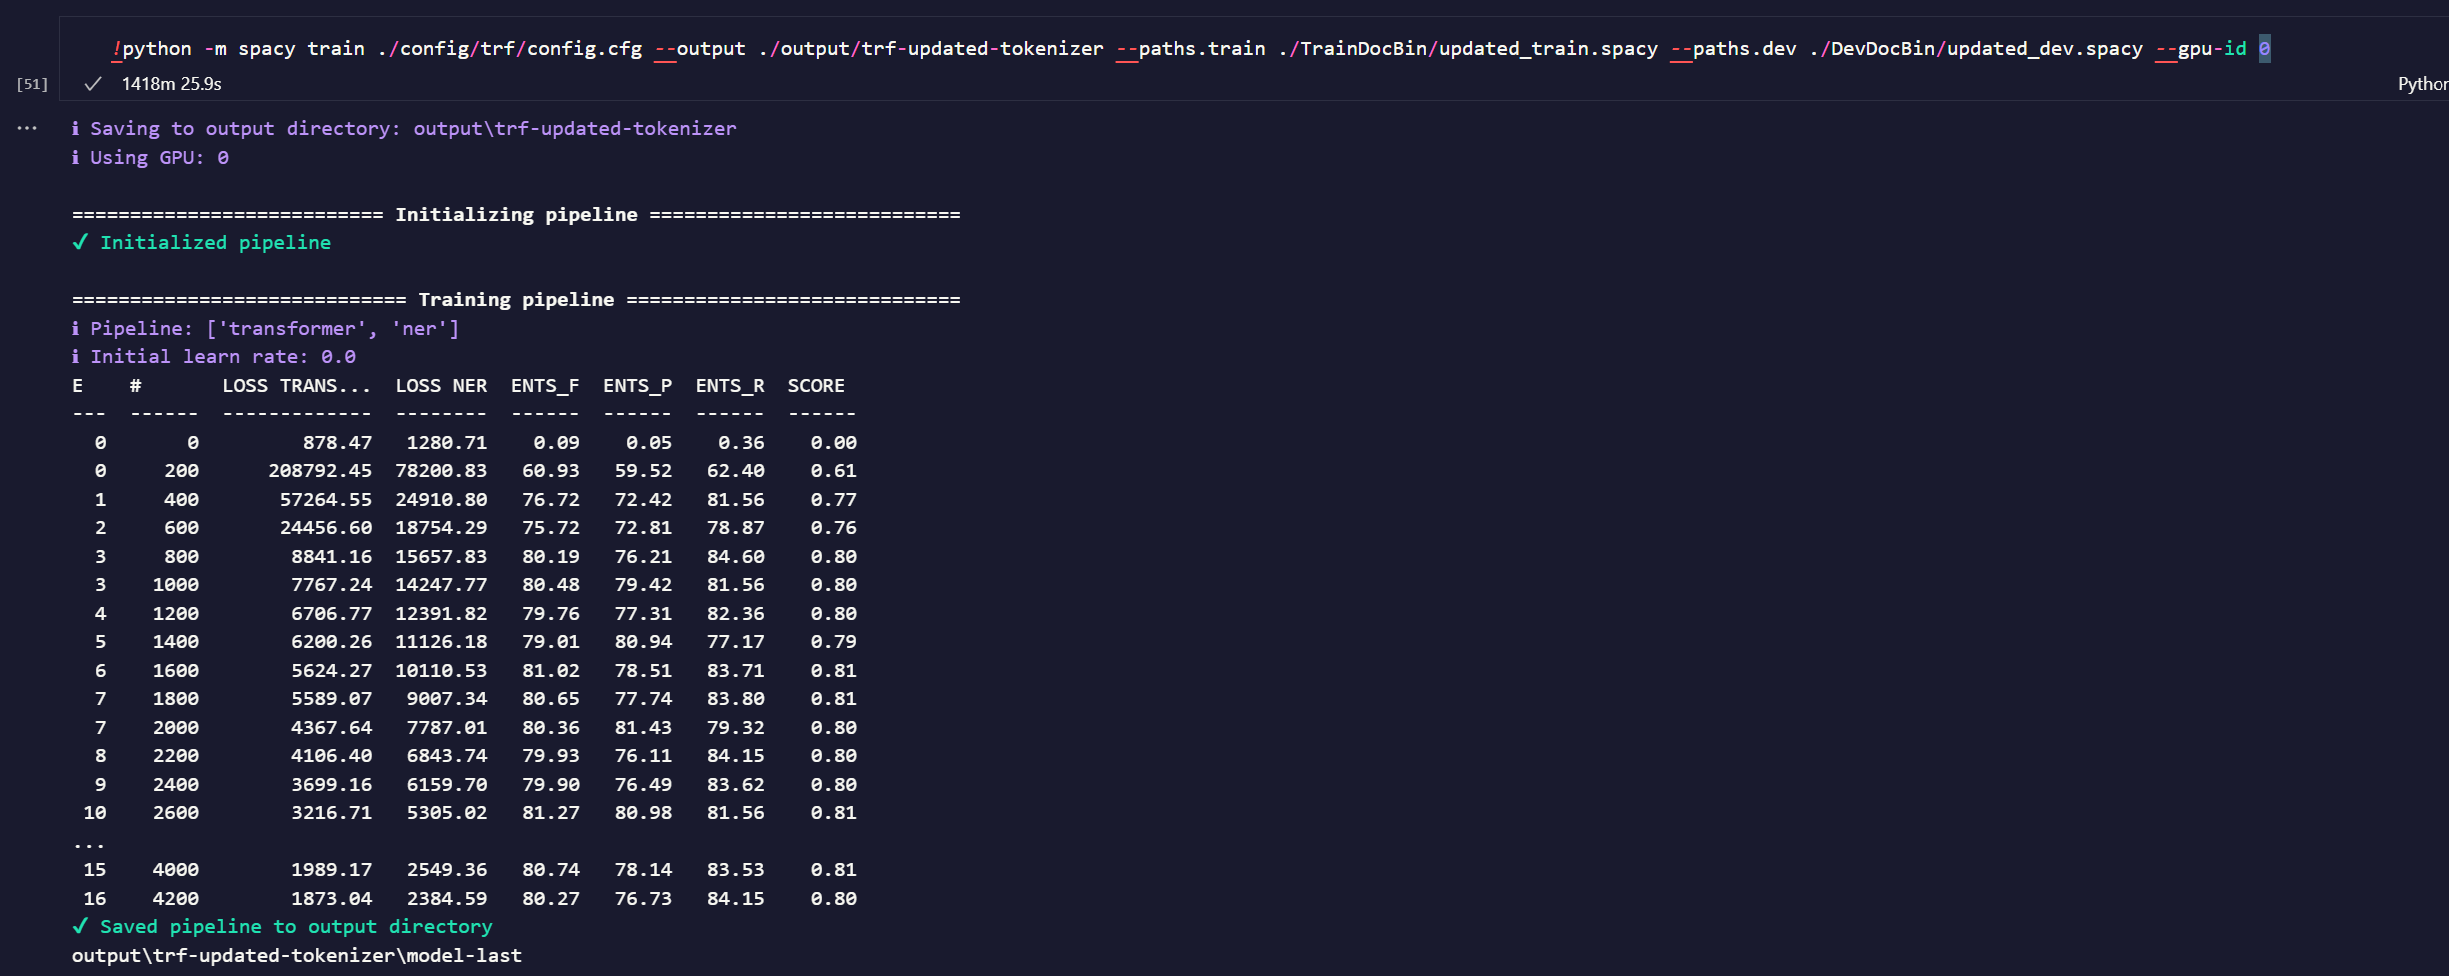 !python -m spacy train ./config/trf/config.cfg --output ./output/trf-updated-tokenizer --paths.train ./TrainDocBin/updated_train.spacy --paths.dev ./DevDocBin/updated_dev.spacy --gpu-id 0
[51] ✓ 1418m 25.9s Python
... ℹ Saving to output directory: output\trf-updated-tokenizer
ℹ Using GPU: 0
=========================== Initializing pipeline ===========================
✔ Initialized pipeline
============================= Training pipeline =============================
ℹ Pipeline: ['transformer', 'ner']
ℹ Initial learn rate: 0.0
E    #       LOSS TRANS...  LOSS NER  ENTS_F  ENTS_P  ENTS_R  SCORE
---  ------  -------------  --------  ------  ------  ------  ------
  0       0         878.47   1280.71    0.09    0.05    0.36    0.00
  0     200      208792.45  78200.83   60.93   59.52   62.40    0.61
  1     400       57264.55  24910.80   76.72   72.42   81.56    0.77
  2     600       24456.60  18754.29   75.72   72.81   78.87    0.76
  3     800        8841.16  15657.83   80.19   76.21   84.60    0.80
  3    1000        7767.24  14247.77   80.48   79.42   81.56    0.80
  4    1200        6706.77  12391.82   79.76   77.31   82.36    0.80
  5    1400        6200.26  11126.18   79.01   80.94   77.17    0.79
  6    1600        5624.27  10110.53   81.02   78.51   83.71    0.81
  7    1800        5589.07   9007.34   80.65   77.74   83.80    0.81
  7    2000        4367.64   7787.01   80.36   81.43   79.32    0.80
  8    2200        4106.40   6843.74   79.93   76.11   84.15    0.80
  9    2400        3699.16   6159.70   79.90   76.49   83.62    0.80
 10    2600        3216.71   5305.02   81.27   80.98   81.56    0.81
...
 15    4000        1989.17   2549.36   80.74   78.14   83.53    0.81
 16    4200        1873.04   2384.59   80.27   76.73   84.15    0.80
✔ Saved pipeline to output directory
output\trf-updated-tokenizer\model-last